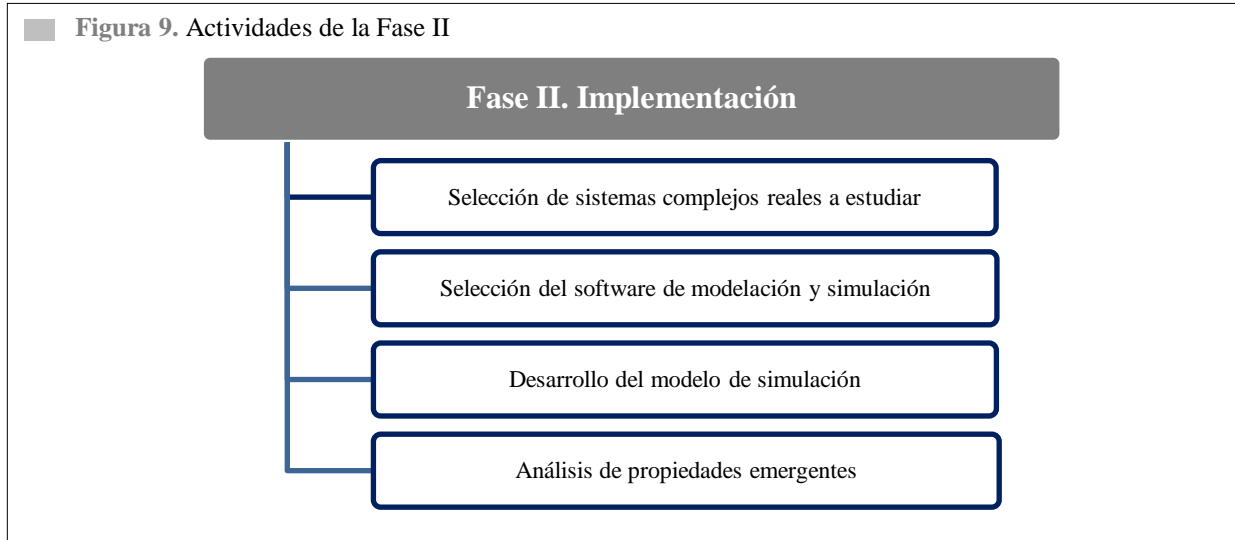 Figura 9. Actividades de la Fase II
Fase II. Implementación
Selección de sistemas complejos reales a estudiar
Selección del software de modelación y simulación
Desarrollo del modelo de simulación
Análisis de propiedades emergentes